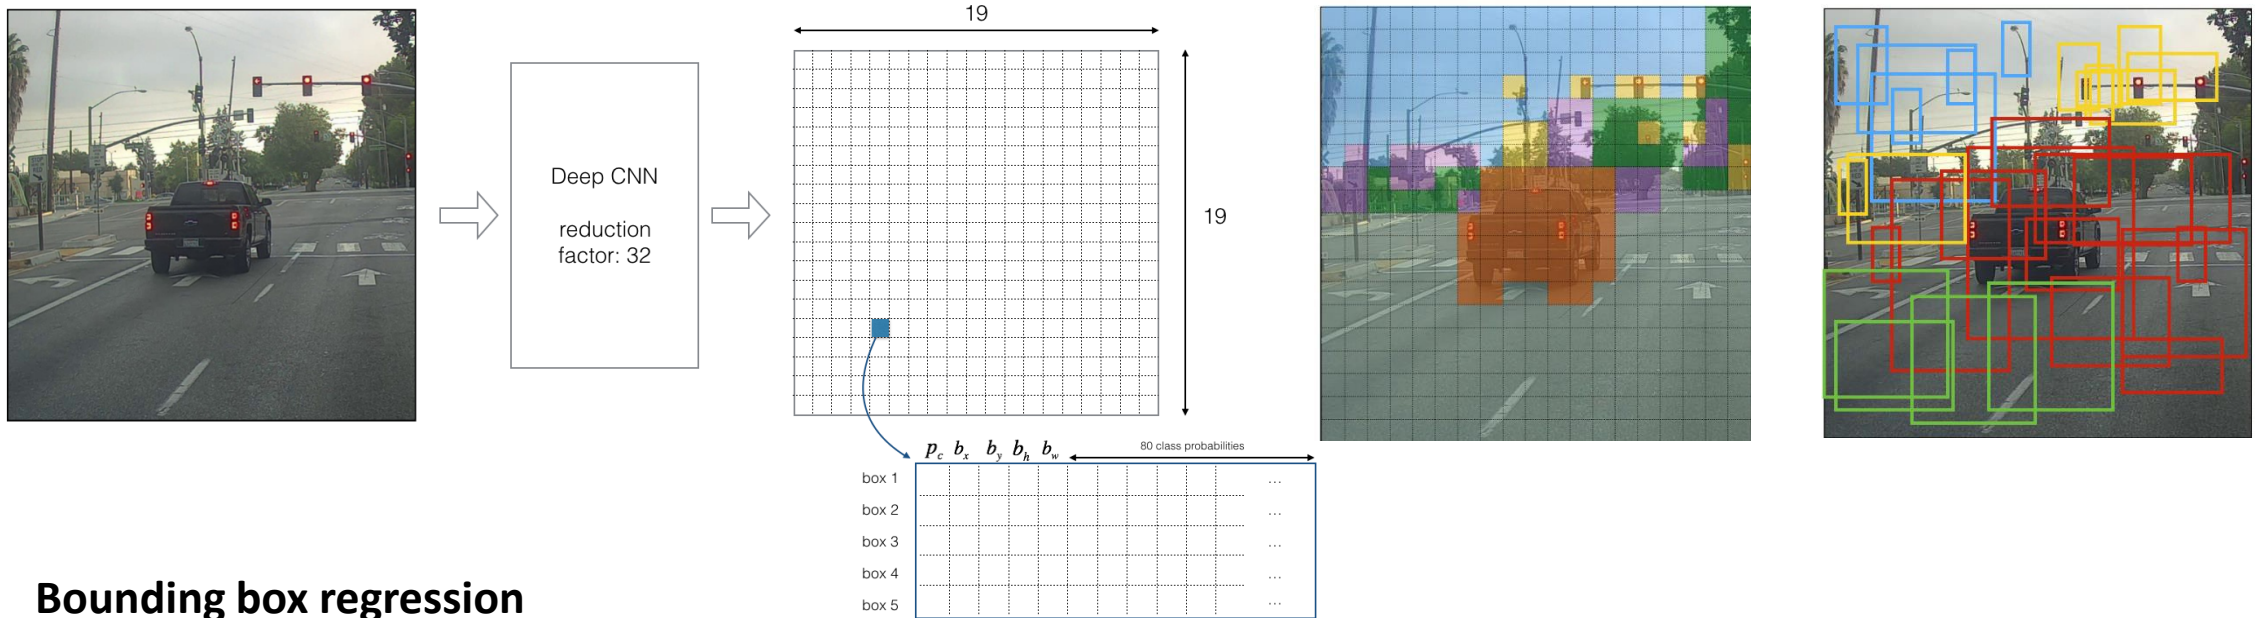 19
Deep CNN
reduction
factor: 32
19
p_c b_x b_y b_h b_w
80 class probabilities
box 1 ...
box 2 ...
box 3 ...
box 4 ...
box 5 ...
Bounding box regression